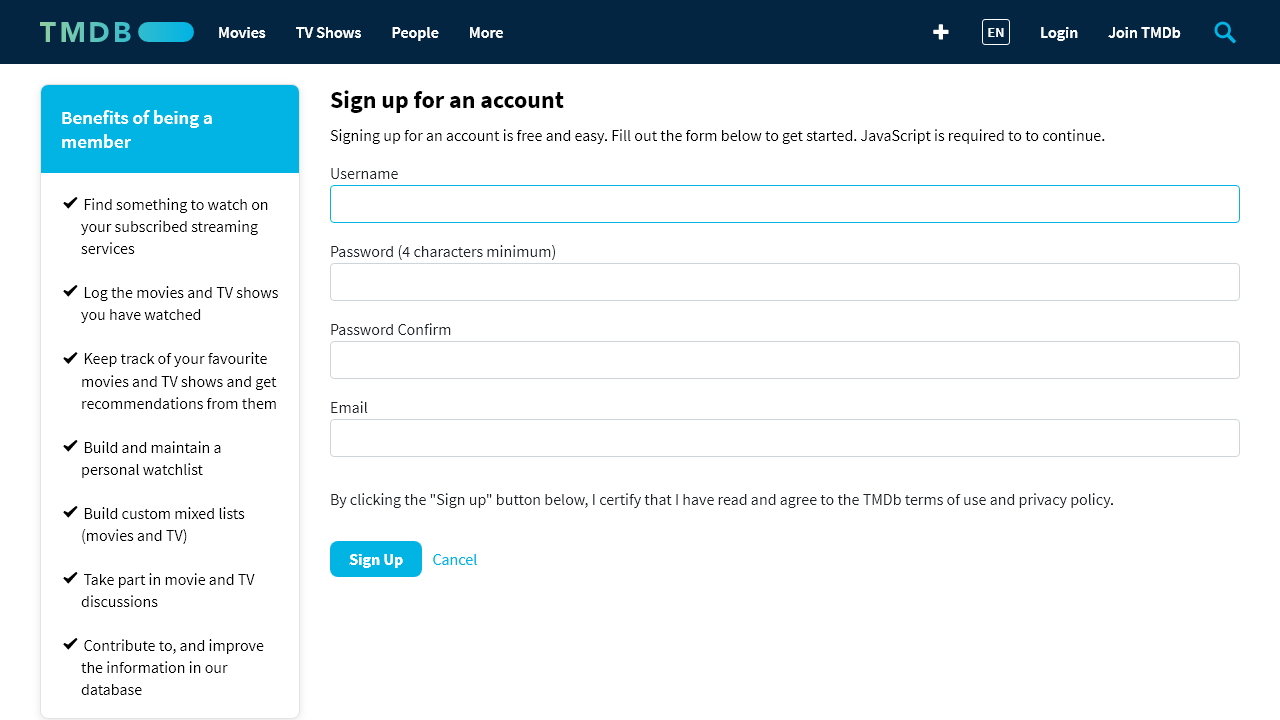 TMDB
Movies
TV Shows
People
More
EN
Login
Join TMDb
Benefits of being a
member
Find something to watch on
your subscribed streaming
services
Log the movies and TV shows
you have watched
Keep track of your favourite
movies and TV shows and get
recommendations from them
Build and maintain a
personal watchlist
Build custom mixed lists
(movies and TV)
Take part in movie and TV
discussions
Contribute to, and improve
the information in our
database
Sign up for an account
Signing up for an account is free and easy. Fill out the form below to get started. JavaScript is required to to continue.
Username
Password (4 characters minimum)
Password Confirm
Email
By clicking the "Sign up" button below, I certify that I have read and agree to the TMDb terms of use and privacy policy.
Sign Up
Cancel